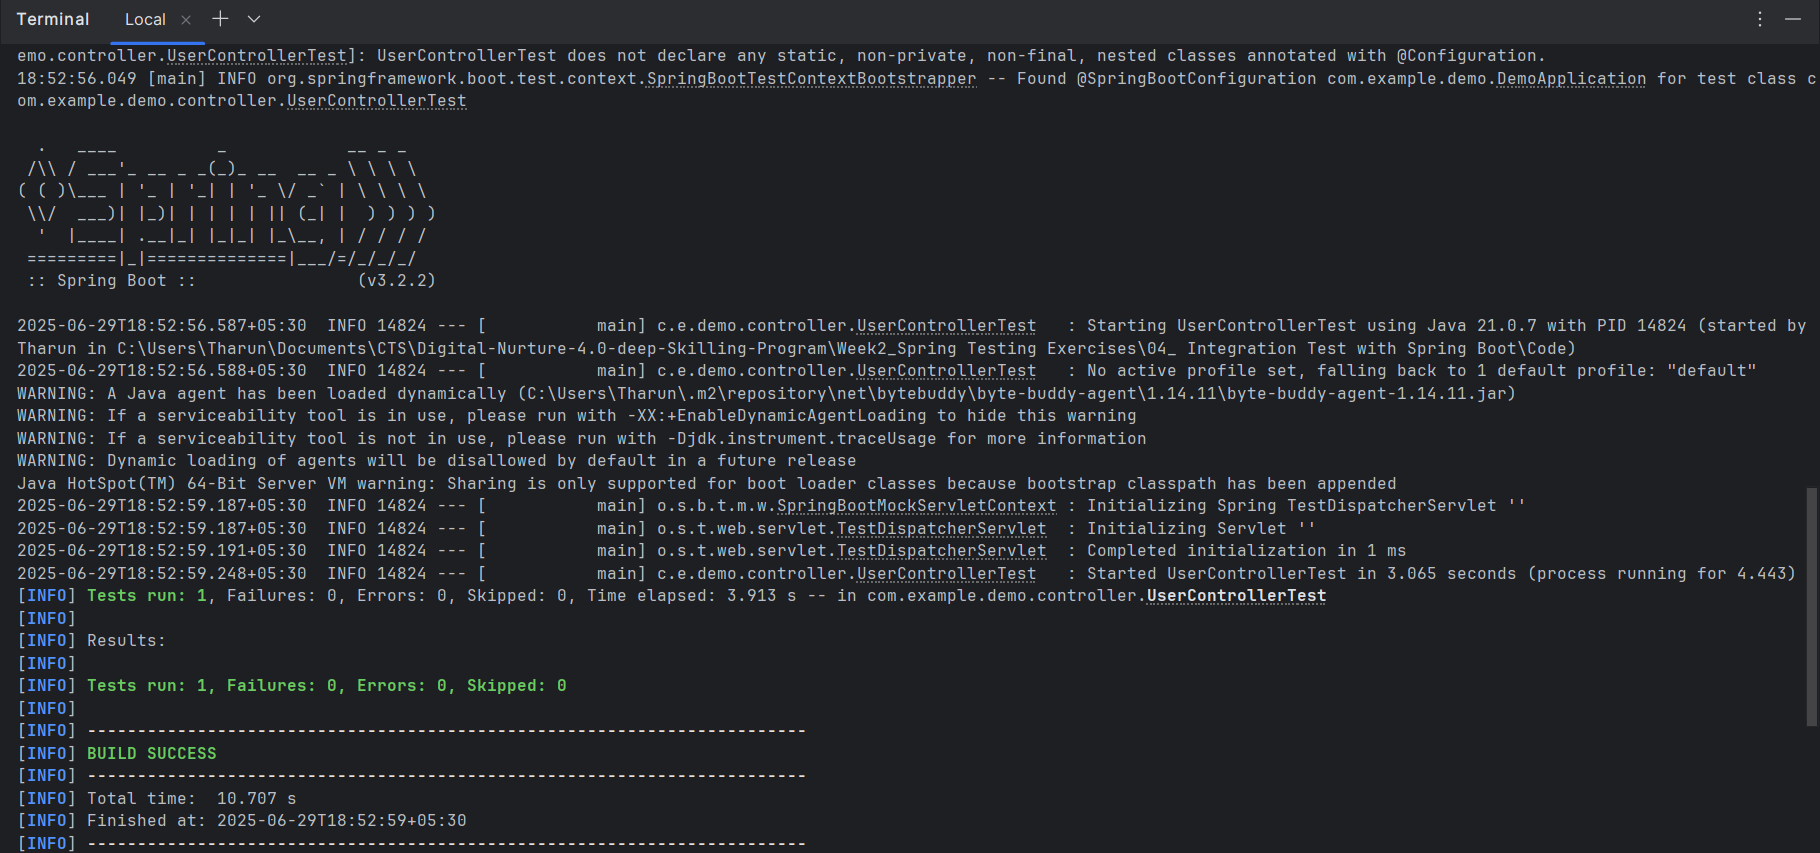 Terminal Local × + ⌄ ⋮ —
emo.controller.UserControllerTest]: UserControllerTest does not declare any static, non-private, non-final, nested classes annotated with @Configuration.
18:52:56.049 [main] INFO org.springframework.boot.test.context.SpringBootTestContextBootstrapper -- Found @SpringBootConfiguration com.example.demo.DemoApplication for test class c
om.example.demo.controller.UserControllerTest
  .   ____          _            __ _ _
 /\\ / ___'_ __ _ _(_)_ __  __ _ \ \ \ \
( ( )\___ | '_ | '_| | '_ \/ _` | \ \ \ \
 \\/  ___)| |_)| | | | | || (_| |  ) ) ) )
  '  |____| .__|_| |_|_| |_\__, | / / / /
 =========|_|==============|___/=/_/_/_/
 :: Spring Boot ::                (v3.2.2)
2025-06-29T18:52:56.587+05:30  INFO 14824 --- [           main] c.e.demo.controller.UserControllerTest   : Starting UserControllerTest using Java 21.0.7 with PID 14824 (started by
Tharun in C:\Users\Tharun\Documents\CTS\Digital-Nurture-4.0-deep-Skilling-Program\Week2_Spring Testing Exercises\04_ Integration Test with Spring Boot\Code)
2025-06-29T18:52:56.588+05:30  INFO 14824 --- [           main] c.e.demo.controller.UserControllerTest   : No active profile set, falling back to 1 default profile: "default"
WARNING: A Java agent has been loaded dynamically (C:\Users\Tharun\.m2\repository\net\bytebuddy\byte-buddy-agent\1.14.11\byte-buddy-agent-1.14.11.jar)
WARNING: If a serviceability tool is in use, please run with -XX:+EnableDynamicAgentLoading to hide this warning
WARNING: If a serviceability tool is not in use, please run with -Djdk.instrument.traceUsage for more information
WARNING: Dynamic loading of agents will be disallowed by default in a future release
Java HotSpot(TM) 64-Bit Server VM warning: Sharing is only supported for boot loader classes because bootstrap classpath has been appended
2025-06-29T18:52:59.187+05:30  INFO 14824 --- [           main] o.s.b.t.m.w.SpringBootMockServletContext : Initializing Spring TestDispatcherServlet ''
2025-06-29T18:52:59.187+05:30  INFO 14824 --- [           main] o.s.t.web.servlet.TestDispatcherServlet  : Initializing Servlet ''
2025-06-29T18:52:59.191+05:30  INFO 14824 --- [           main] o.s.t.web.servlet.TestDispatcherServlet  : Completed initialization in 1 ms
2025-06-29T18:52:59.248+05:30  INFO 14824 --- [           main] c.e.demo.controller.UserControllerTest   : Started UserControllerTest in 3.065 seconds (process running for 4.443)
[INFO] Tests run: 1, Failures: 0, Errors: 0, Skipped: 0, Time elapsed: 3.913 s -- in com.example.demo.controller.UserControllerTest
[INFO]
[INFO] Results:
[INFO]
[INFO] Tests run: 1, Failures: 0, Errors: 0, Skipped: 0
[INFO]
[INFO] ------------------------------------------------------------------------
[INFO] BUILD SUCCESS
[INFO] ------------------------------------------------------------------------
[INFO] Total time:  10.707 s
[INFO] Finished at: 2025-06-29T18:52:59+05:30
[INFO] ------------------------------------------------------------------------